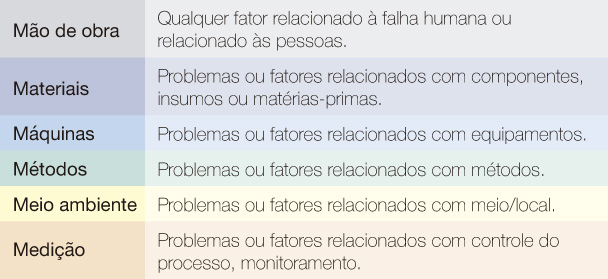 Mão de obra
Qualquer fator relacionado à falha humana ou
relacionado às pessoas.
Materiais
Problemas ou fatores relacionados com componentes,
insumos ou matérias-primas.
Máquinas
Problemas ou fatores relacionados com equipamentos.
Métodos
Problemas ou fatores relacionados com métodos.
Meio ambiente
Problemas ou fatores relacionados com meio/local.
Medição
Problemas ou fatores relacionados com controle do
processo, monitoramento.